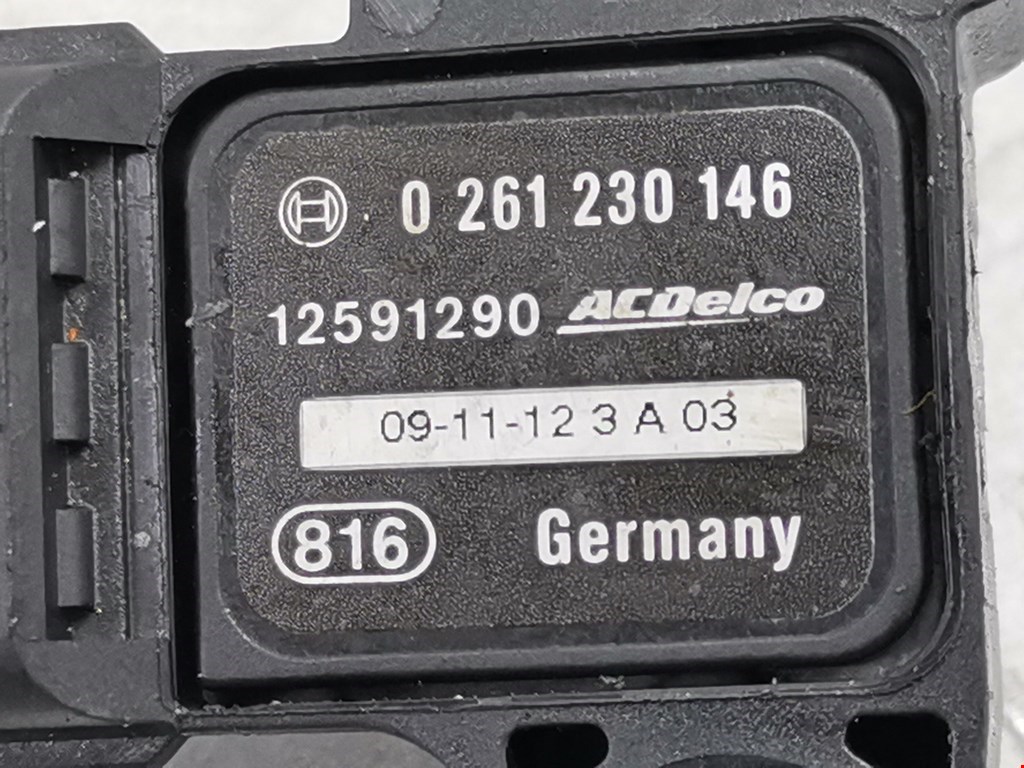 0 261 230 146
12591290 ACDelco
09-11-12 3 A 03
816 Germany